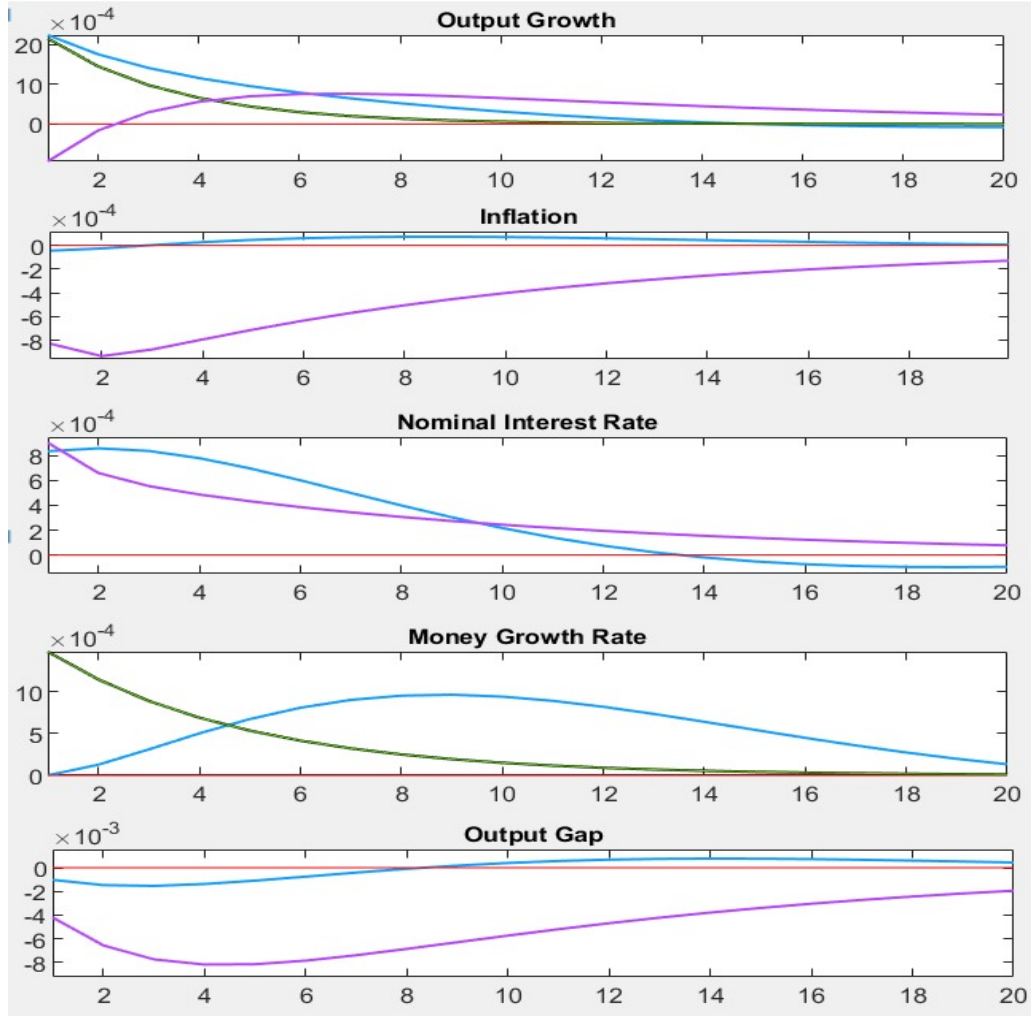 ×10⁻⁴
Output Growth
20
10
0
2 4 6 8 10 12 14 16 18 20
×10⁻⁴
Inflation
0
-2
-4
-6
-8
2 4 6 8 10 12 14 16 18
×10⁻⁴
Nominal Interest Rate
8
6
4
2
0
2 4 6 8 10 12 14 16 18 20
×10⁻⁴
Money Growth Rate
10
5
0
2 4 6 8 10 12 14 16 18 20
×10⁻³
Output Gap
0
-2
-4
-6
-8
2 4 6 8 10 12 14 16 18 20